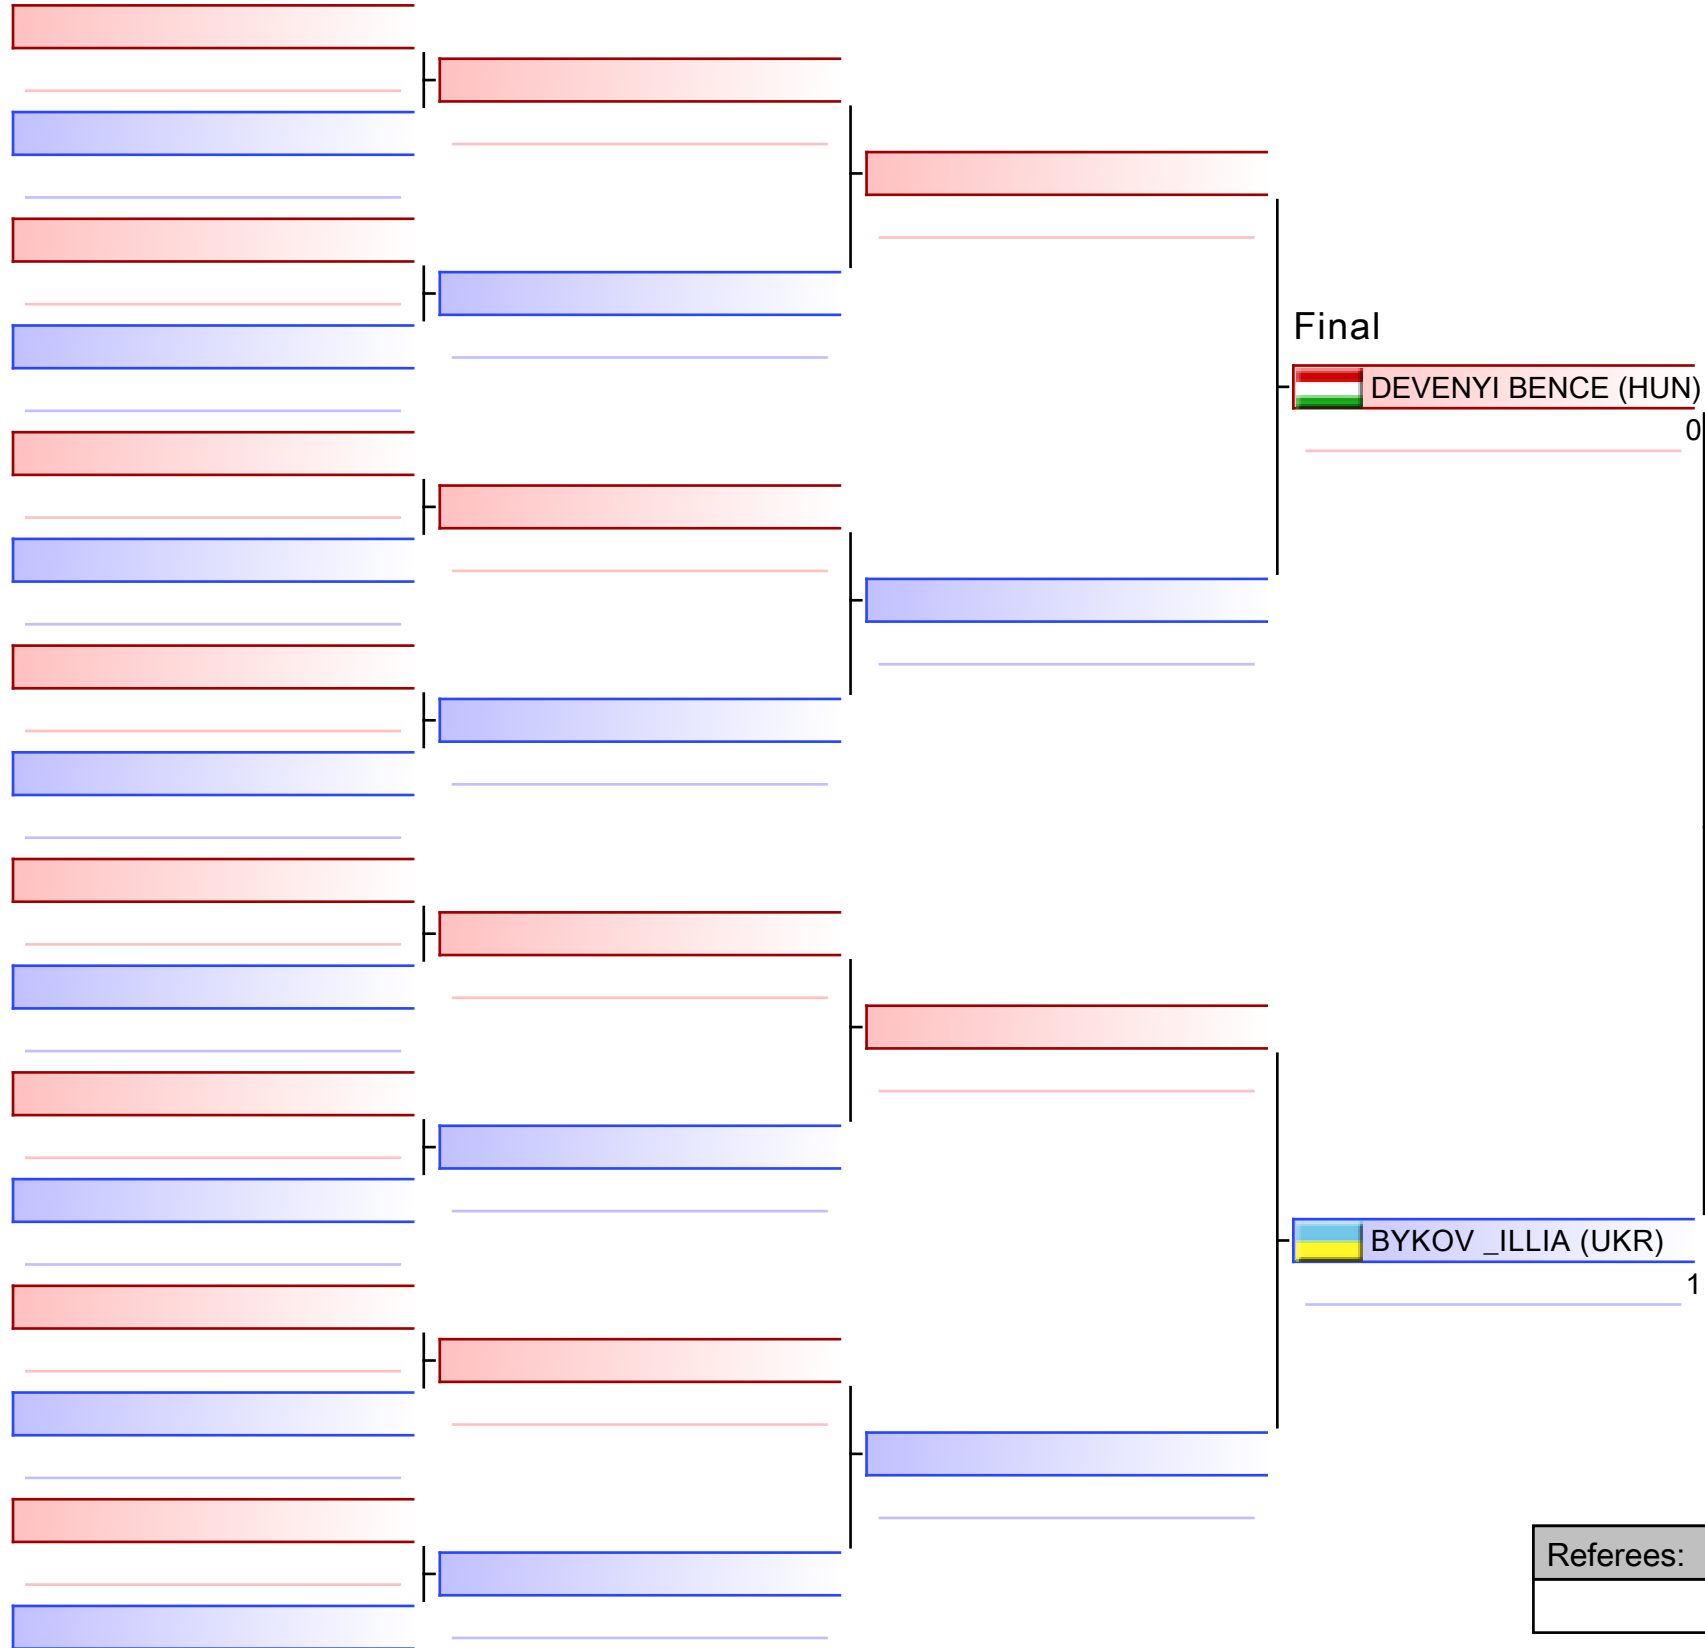 Final
DEVENYI BENCE (HUN)
0
BYKOV _ILLIA (UKR)
1
Referees: